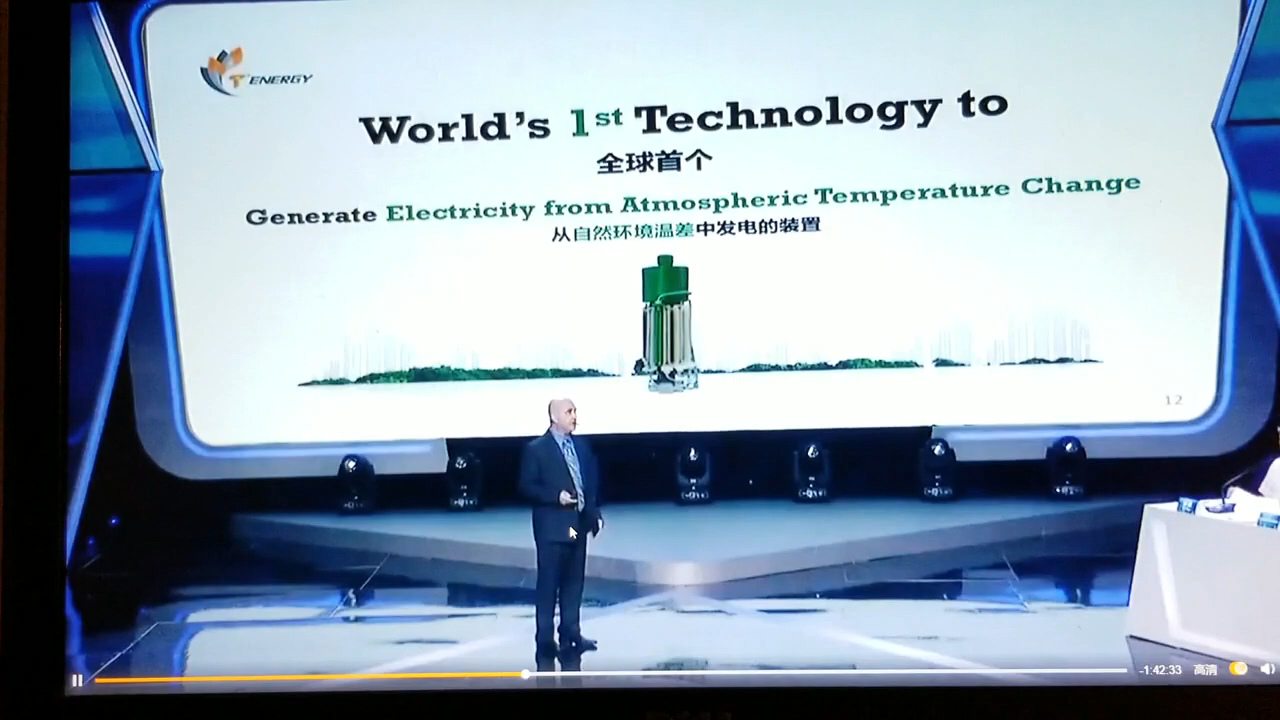 T ENERGY
World's 1st Technology to
全球首个
Generate Electricity from Atmospheric Temperature Change
从自然环境温差中发电的装置
12
-1:42:33 高清